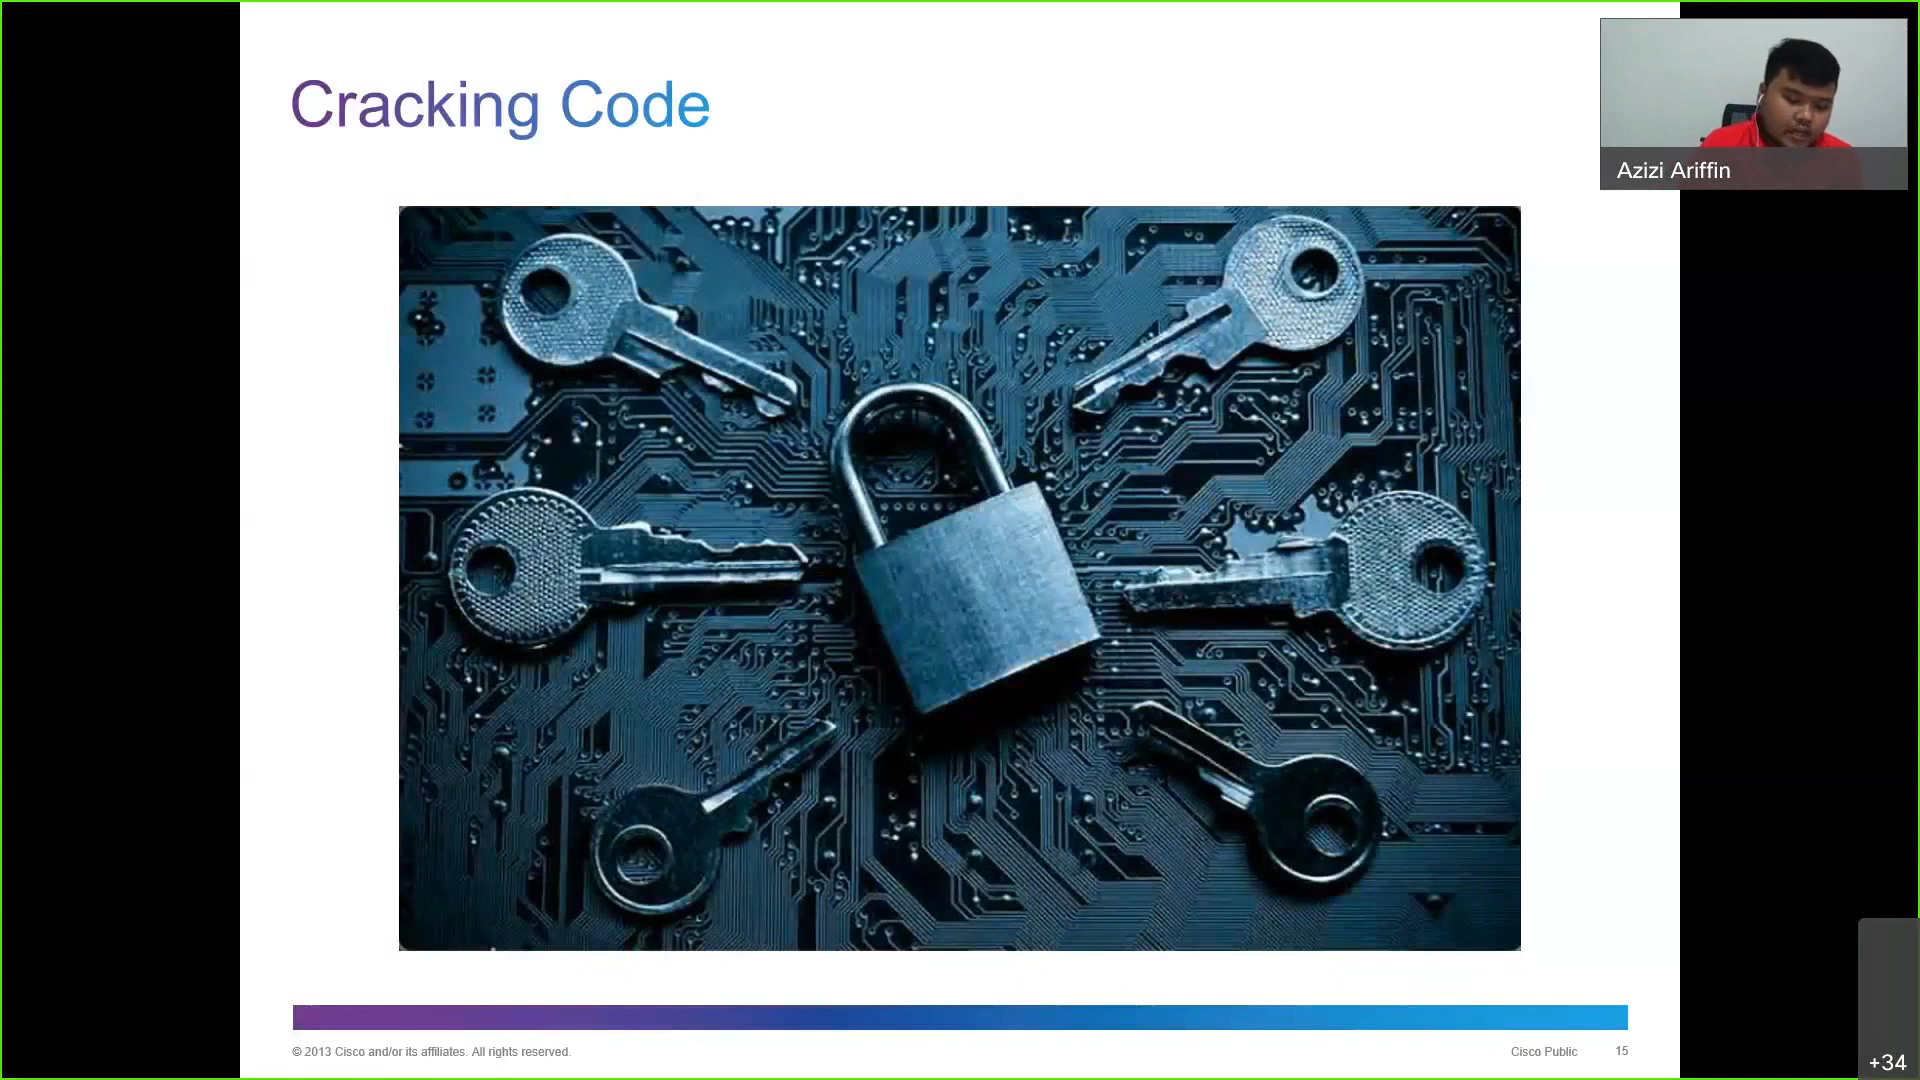 Cracking Code
Azizi Ariffin
© 2013 Cisco and/or its affiliates. All rights reserved.
Cisco Public
15
+34